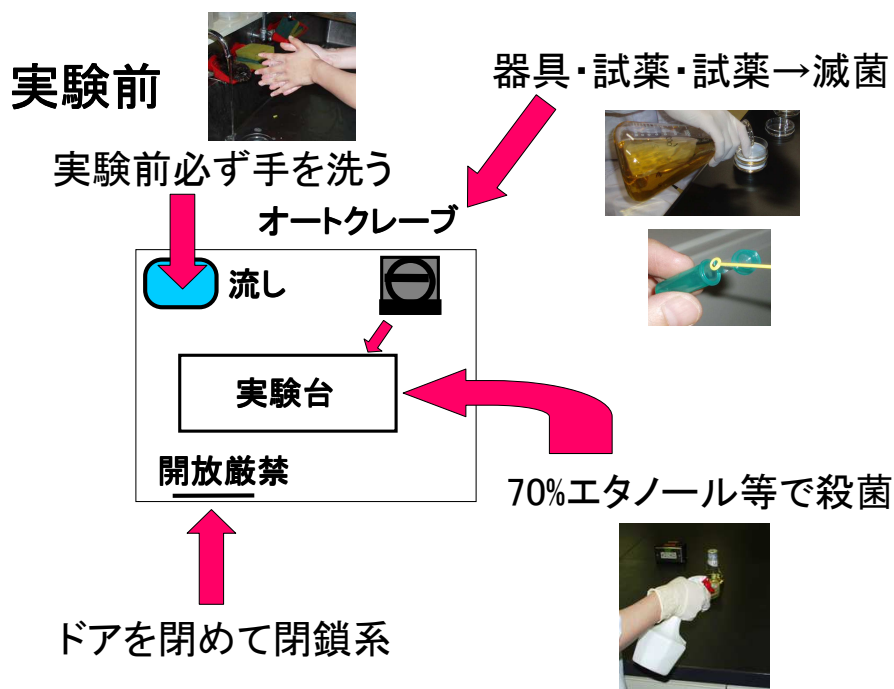 実験前
器具・試薬・試薬→滅菌
実験前必ず手を洗う
オートクレーブ
流し
実験台
開放厳禁
70%エタノール等で殺菌
ドアを閉めて閉鎖系